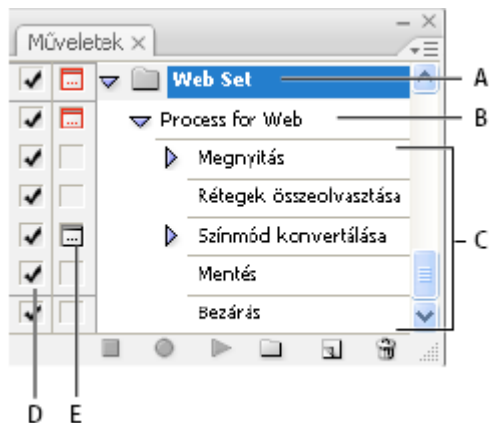 Műveletek
Web Set
A
Process for Web
B
Megnyitás
Rétegek összeolvasztása
Színmód konvertálása
C
Mentés
Bezárás
D E